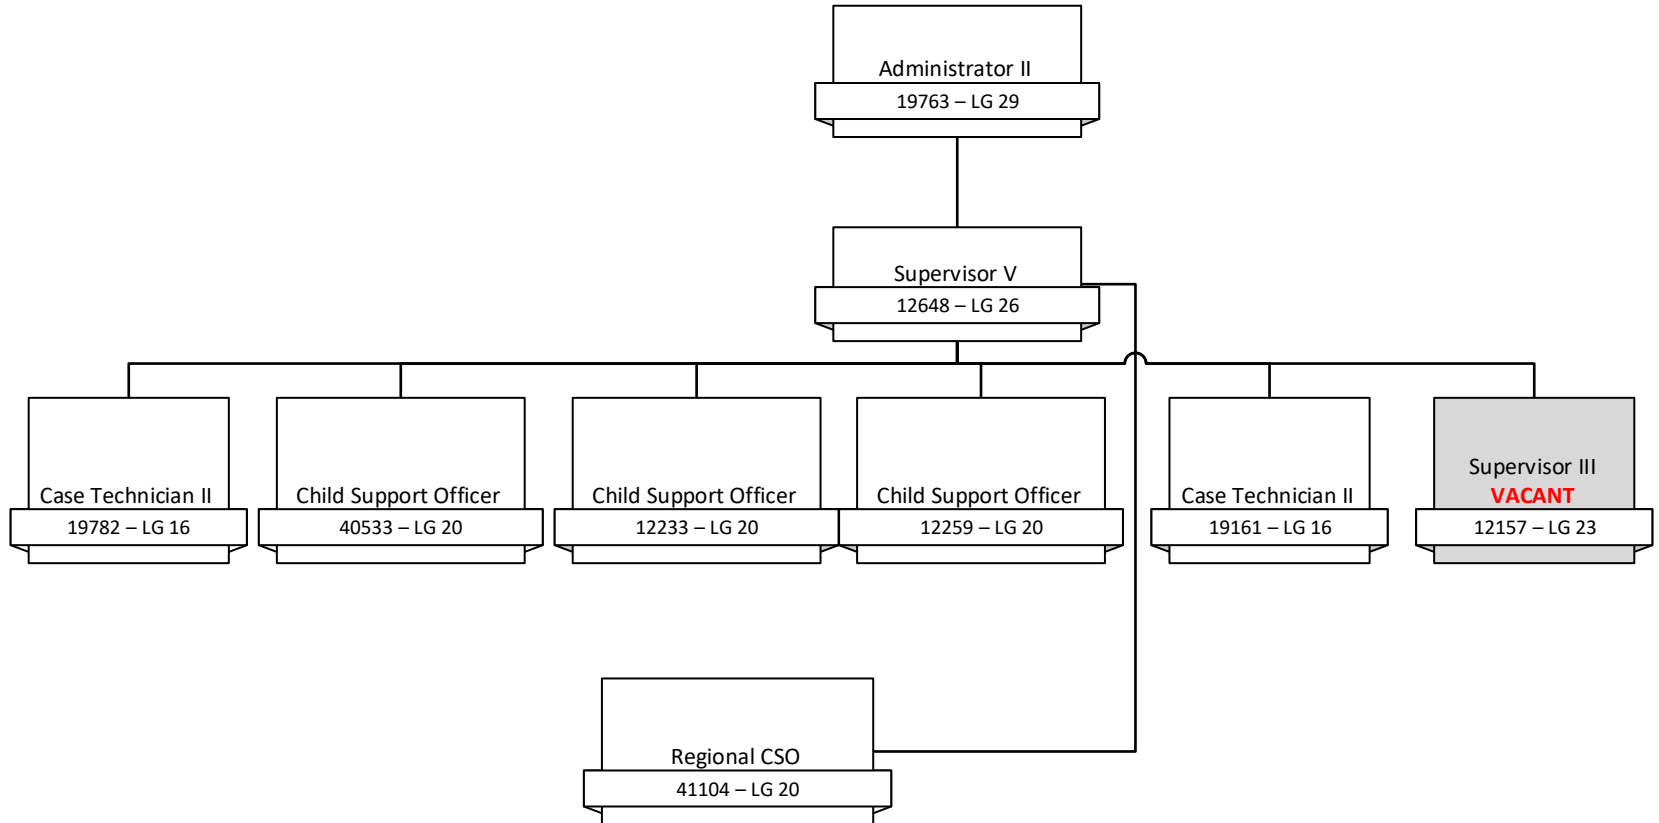 Administrator II
19763 – LG 29
Supervisor V
12648 – LG 26
Case Technician II
19782 – LG 16
Child Support Officer
40533 – LG 20
Child Support Officer
12233 – LG 20
Child Support Officer
12259 – LG 20
Case Technician II
19161 – LG 16
Supervisor III
VACANT
12157 – LG 23
Regional CSO
41104 – LG 20